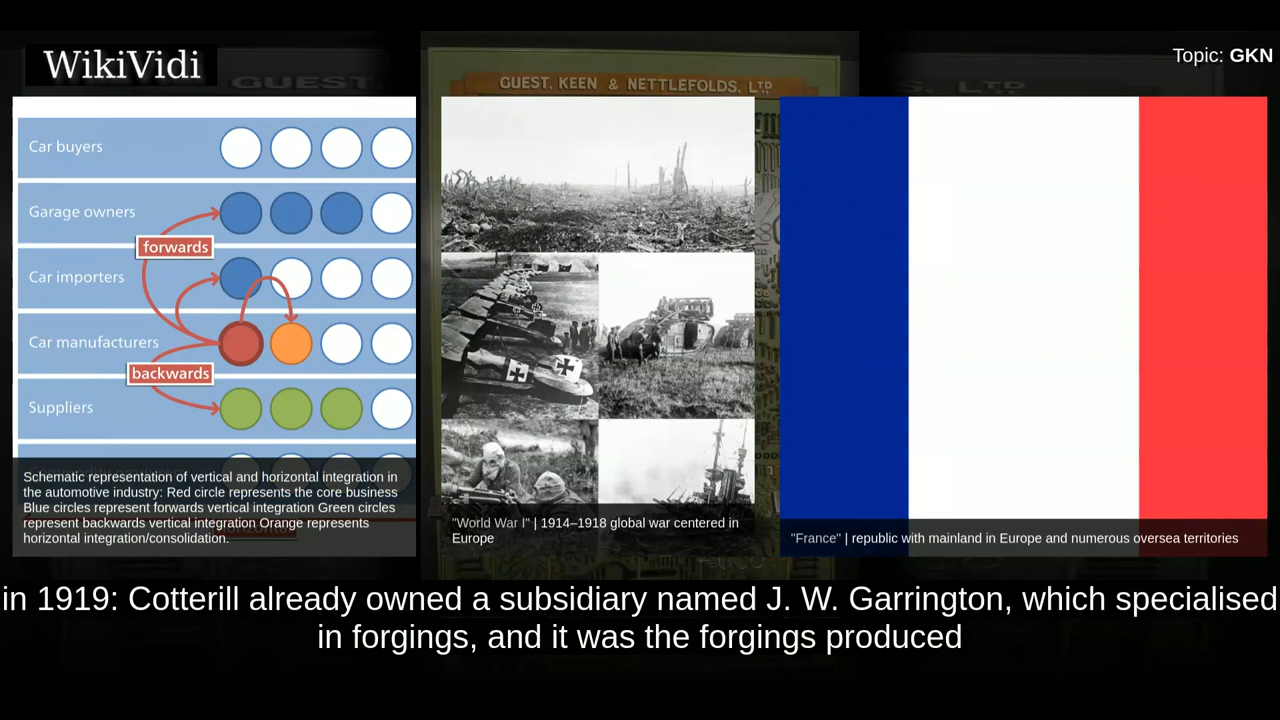 WikiVidi
Topic: GKN
GUEST, KEEN & NETTLEFOLDS, LTD
Car buyers
Garage owners
forwards
Car importers
Car manufacturers
backwards
Suppliers
Schematic representation of vertical and horizontal integration in
the automotive industry: Red circle represents the core business
Blue circles represent forwards vertical integration Green circles
represent backwards vertical integration Orange represents
horizontal integration/consolidation.
"World War I" | 1914–1918 global war centered in
Europe
"France" | republic with mainland in Europe and numerous oversea territories
in 1919: Cotterill already owned a subsidiary named J. W. Garrington, which specialised
in forgings, and it was the forgings produced